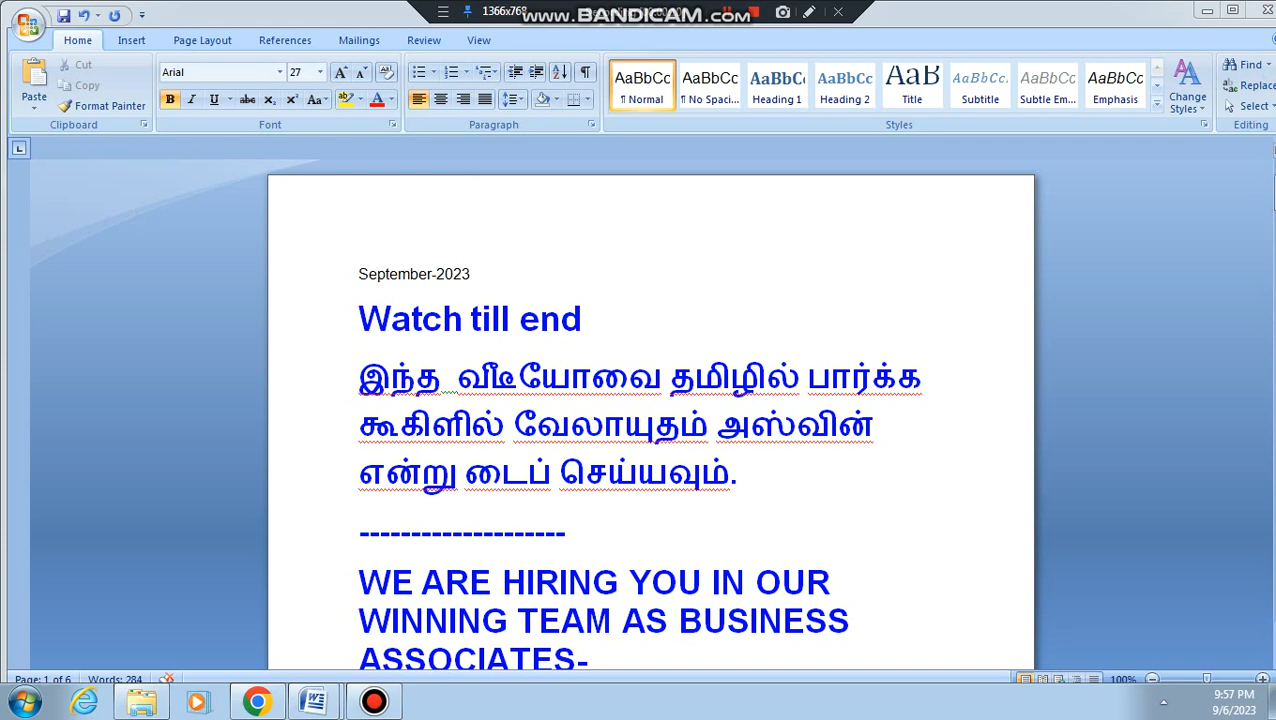 1366x768
www.BANDICAM.com
Home Insert Page Layout References Mailings Review View
Paste
Cut
Copy
Format Painter
Clipboard
Arial 27
Font
Paragraph
AaBbCc AaBbCc AaBbCc AaBbCc AaB AaBbCc. AaBbCc AaBbCc
¶ Normal ¶ No Spaci... Heading 1 Heading 2 Title Subtitle Subtle Em... Emphasis
Styles
Change Styles
Find
Replace
Select
Editing
September-2023
Watch till end
இந்த வீடீயோவை தமிழில் பார்க்க
கூகிளில் வேலாயுதம் அஸ்வின்
என்று டைப் செய்யவும்.
--------------------
WE ARE HIRING YOU IN OUR
WINNING TEAM AS BUSINESS
ASSOCIATES-
Page: 1 of 6 Words: 284 100%
9:57 PM
9/6/2023